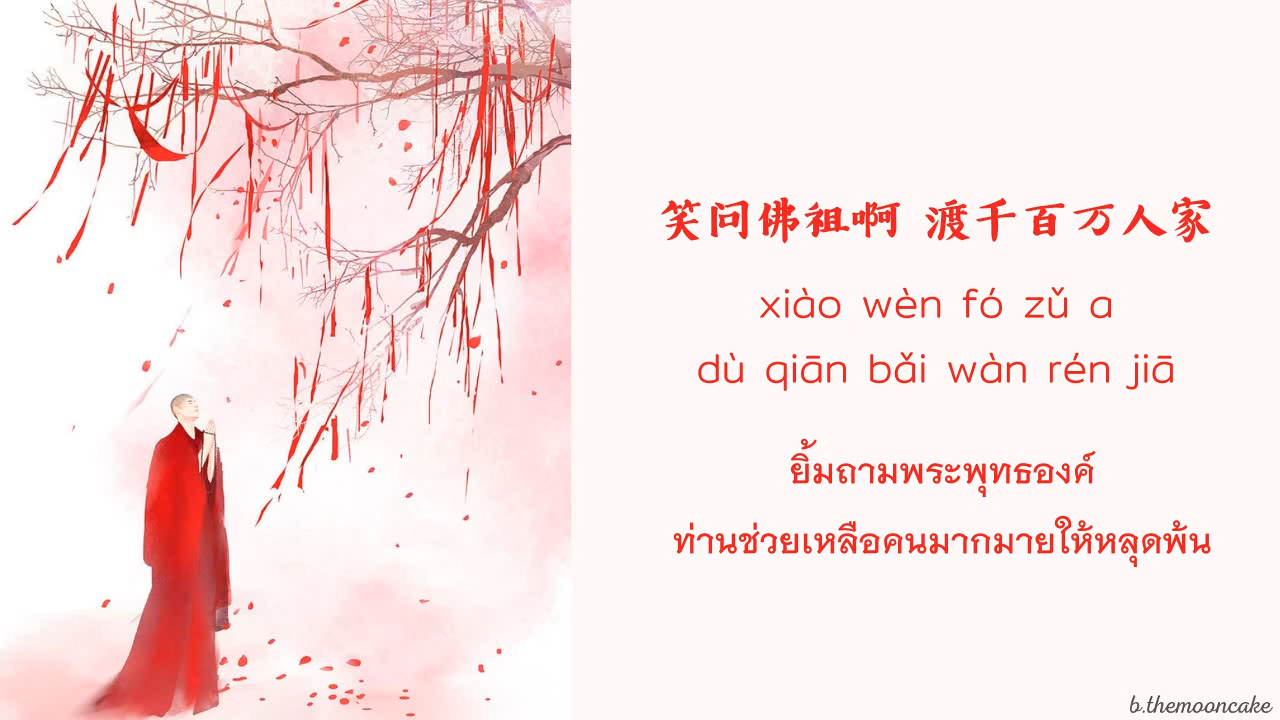 笑问佛祖啊 渡千百万人家
xiào wèn fó zǔ a
dù qiān bǎi wàn rén jiā
ยิ้มถามพระพุทธองค์
ท่านช่วยเหลือคนมากมายให้หลุดพ้น
b.themooncake